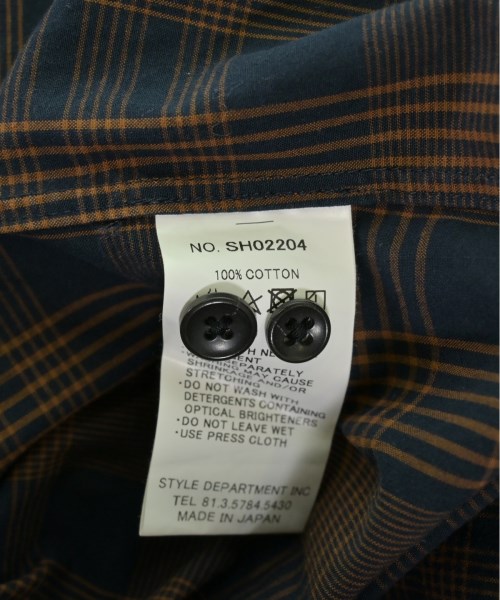 NO. SH02204
100% COTTON
SEPARATELY
MAY CAUSE
SHRINKAGE AND/OR
STRETCHING
•DO NOT WASH WITH
DETERGENTS CONTAINING
OPTICAL BRIGHTENERS
•DO NOT LEAVE WET
•USE PRESS CLOTH
STYLE DEPARTMENT INC
TEL 81.3.5784.5430
MADE IN JAPAN